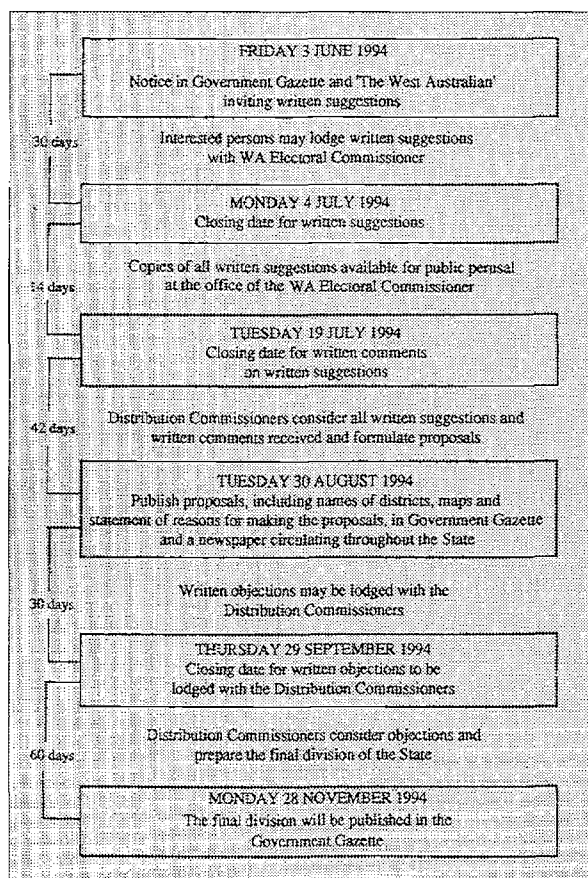 FRIDAY 3 JUNE 1994
Notice in Government Gazette and 'The West Australian'
inviting written suggestions
30 days
Interested persons may lodge written suggestions
with WA Electoral Commissioner
MONDAY 4 JULY 1994
Closing date for written suggestions
14 days
Copies of all written suggestions available for public perusal
at the office of the WA Electoral Commissioner
TUESDAY 19 JULY 1994
Closing date for written comments
on written suggestions
42 days
Distribution Commissioners consider all written suggestions and
written comments received and formulate proposals
TUESDAY 30 AUGUST 1994
Publish proposals, including names of districts, maps and
statement of reasons for making the proposals, in Government Gazette
and a newspaper circulating throughout the State
30 days
Written objections may be lodged with the
Distribution Commissioners
THURSDAY 29 SEPTEMBER 1994
Closing date for written objections to be
lodged with the Distribution Commissioners
60 days
Distribution Commissioners consider objections and
prepare the final division of the State
MONDAY 28 NOVEMBER 1994
The final division will be published in the
Government Gazette